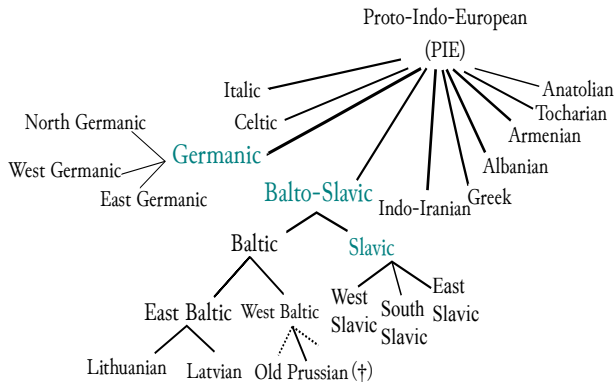 Proto-Indo-European
(PIE)
Italic
Anatolian
Tocharian
Celtic
North Germanic
Armenian
Germanic
Albanian
West Germanic
East Germanic
Balto-Slavic
Indo-Iranian
Greek
Baltic
Slavic
East Baltic
West Baltic
West
Slavic
South
Slavic
East
Slavic
Lithuanian
Latvian
Old Prussian (†)